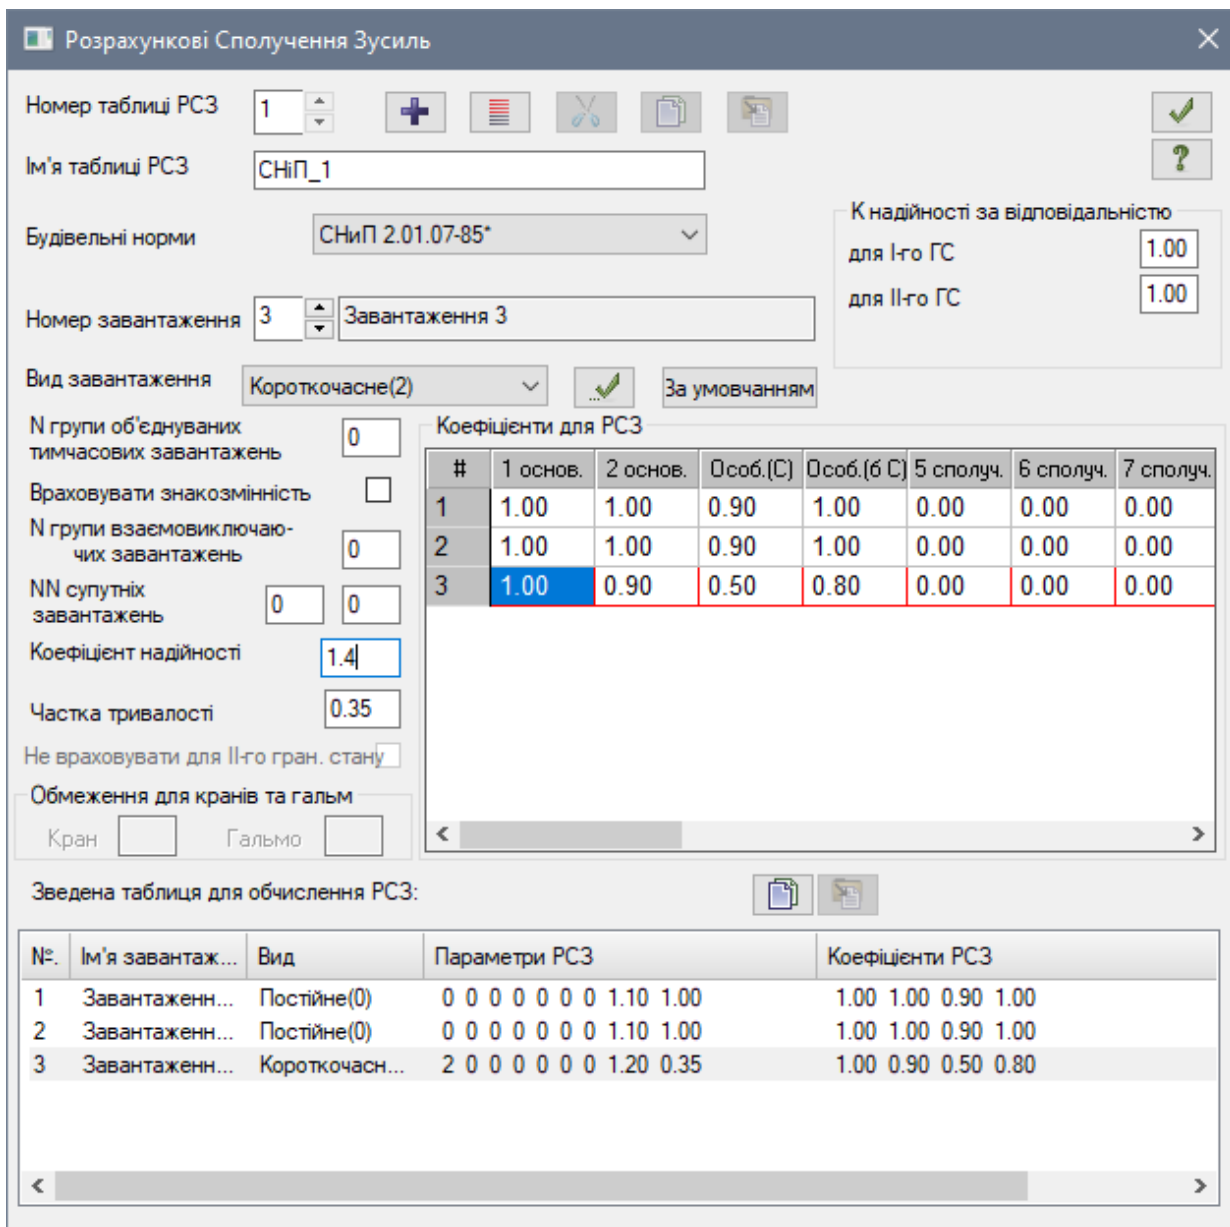 Розрахункові Сполучення Зусиль
Номер таблиці РСЗ 1
Ім'я таблиці РСЗ СНіП_1
Будівельні норми СНиП 2.01.07-85*
К надійності за відповідальністю
для І-го ГС 1.00
для ІІ-го ГС 1.00
Номер завантаження 3 Завантаження 3
Вид завантаження Короткочасне(2) За умовчанням
N групи об'єднуваних
тимчасових завантажень 0
Враховувати знакозмінність
N групи взаємовиключаю-
чих завантажень 0
NN супутніх
завантажень 0 0
Коефіцієнт надійності 1.4
Частка тривалості 0.35
Не враховувати для ІІ-го гран. стану
Обмеження для кранів та гальм
Кран Гальмо
Коефіцієнти для РСЗ
# 1 основ. 2 основ. Особ.(С) Особ.(б С) 5 сполуч. 6 сполуч. 7 сполуч.
1 1.00 1.00 0.90 1.00 0.00 0.00 0.00
2 1.00 1.00 0.90 1.00 0.00 0.00 0.00
3 1.00 0.90 0.50 0.80 0.00 0.00 0.00
Зведена таблиця для обчислення РСЗ:
№. Ім'я завантаж... Вид Параметри РСЗ Коефіцієнти РСЗ
1 Завантаженн... Постійне(0) 0 0 0 0 0 0 0 1.10 1.00 1.00 1.00 0.90 1.00
2 Завантаженн... Постійне(0) 0 0 0 0 0 0 0 1.10 1.00 1.00 1.00 0.90 1.00
3 Завантаженн... Короткочасн... 2 0 0 0 0 0 0 1.20 0.35 1.00 0.90 0.50 0.80